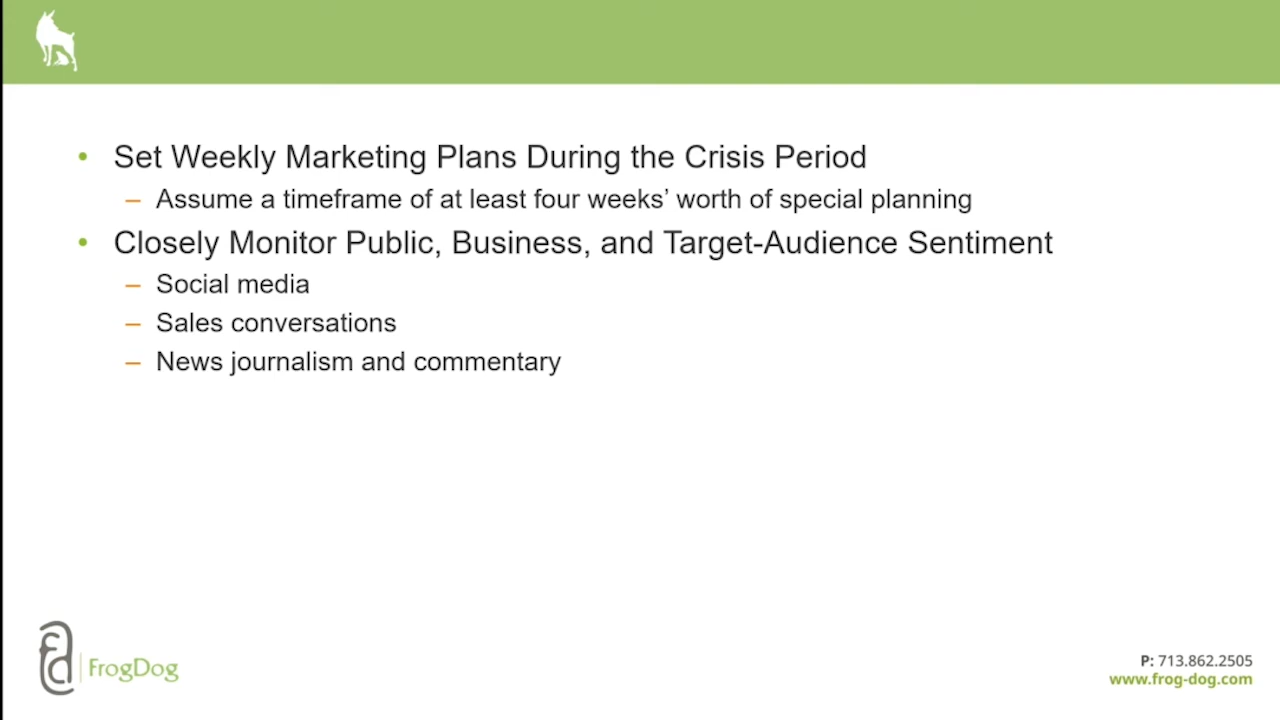 • Set Weekly Marketing Plans During the Crisis Period
– Assume a timeframe of at least four weeks’ worth of special planning
• Closely Monitor Public, Business, and Target-Audience Sentiment
– Social media
– Sales conversations
– News journalism and commentary
fd
FrogDog
P: 713.862.2505
www.frog-dog.com